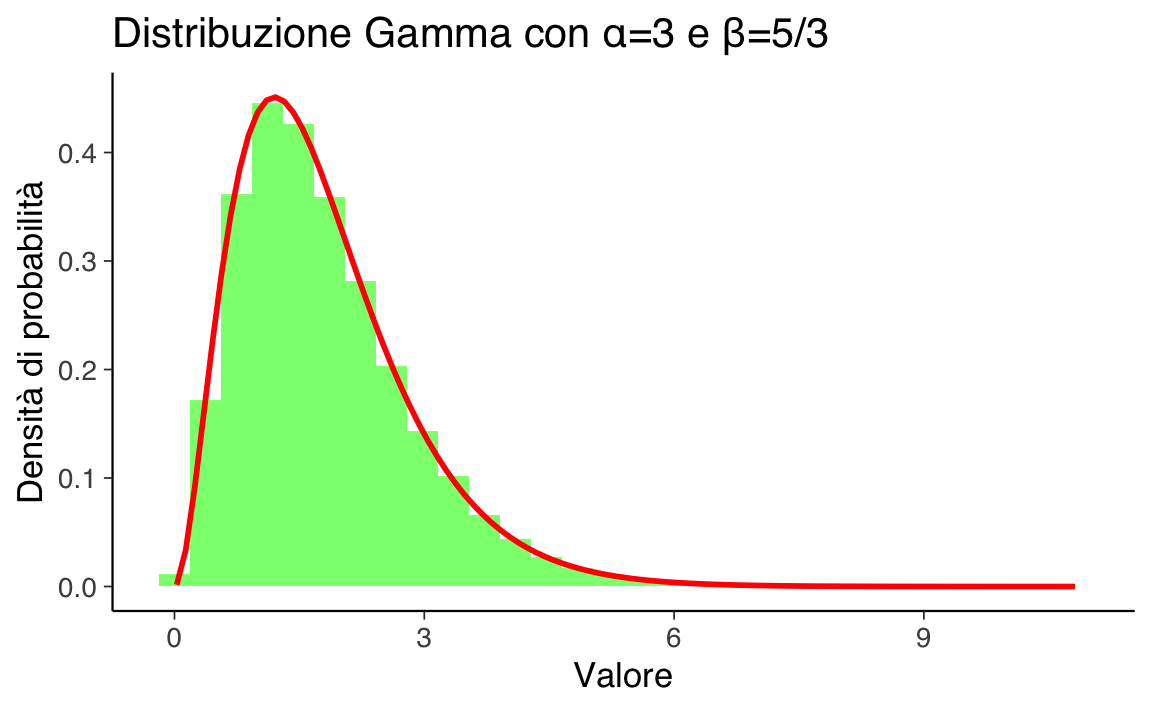 Distribuzione Gamma con α=3 e β=5/3
Densità di probabilità
0.4
0.3
0.2
0.1
0.0
0 3 6 9
Valore